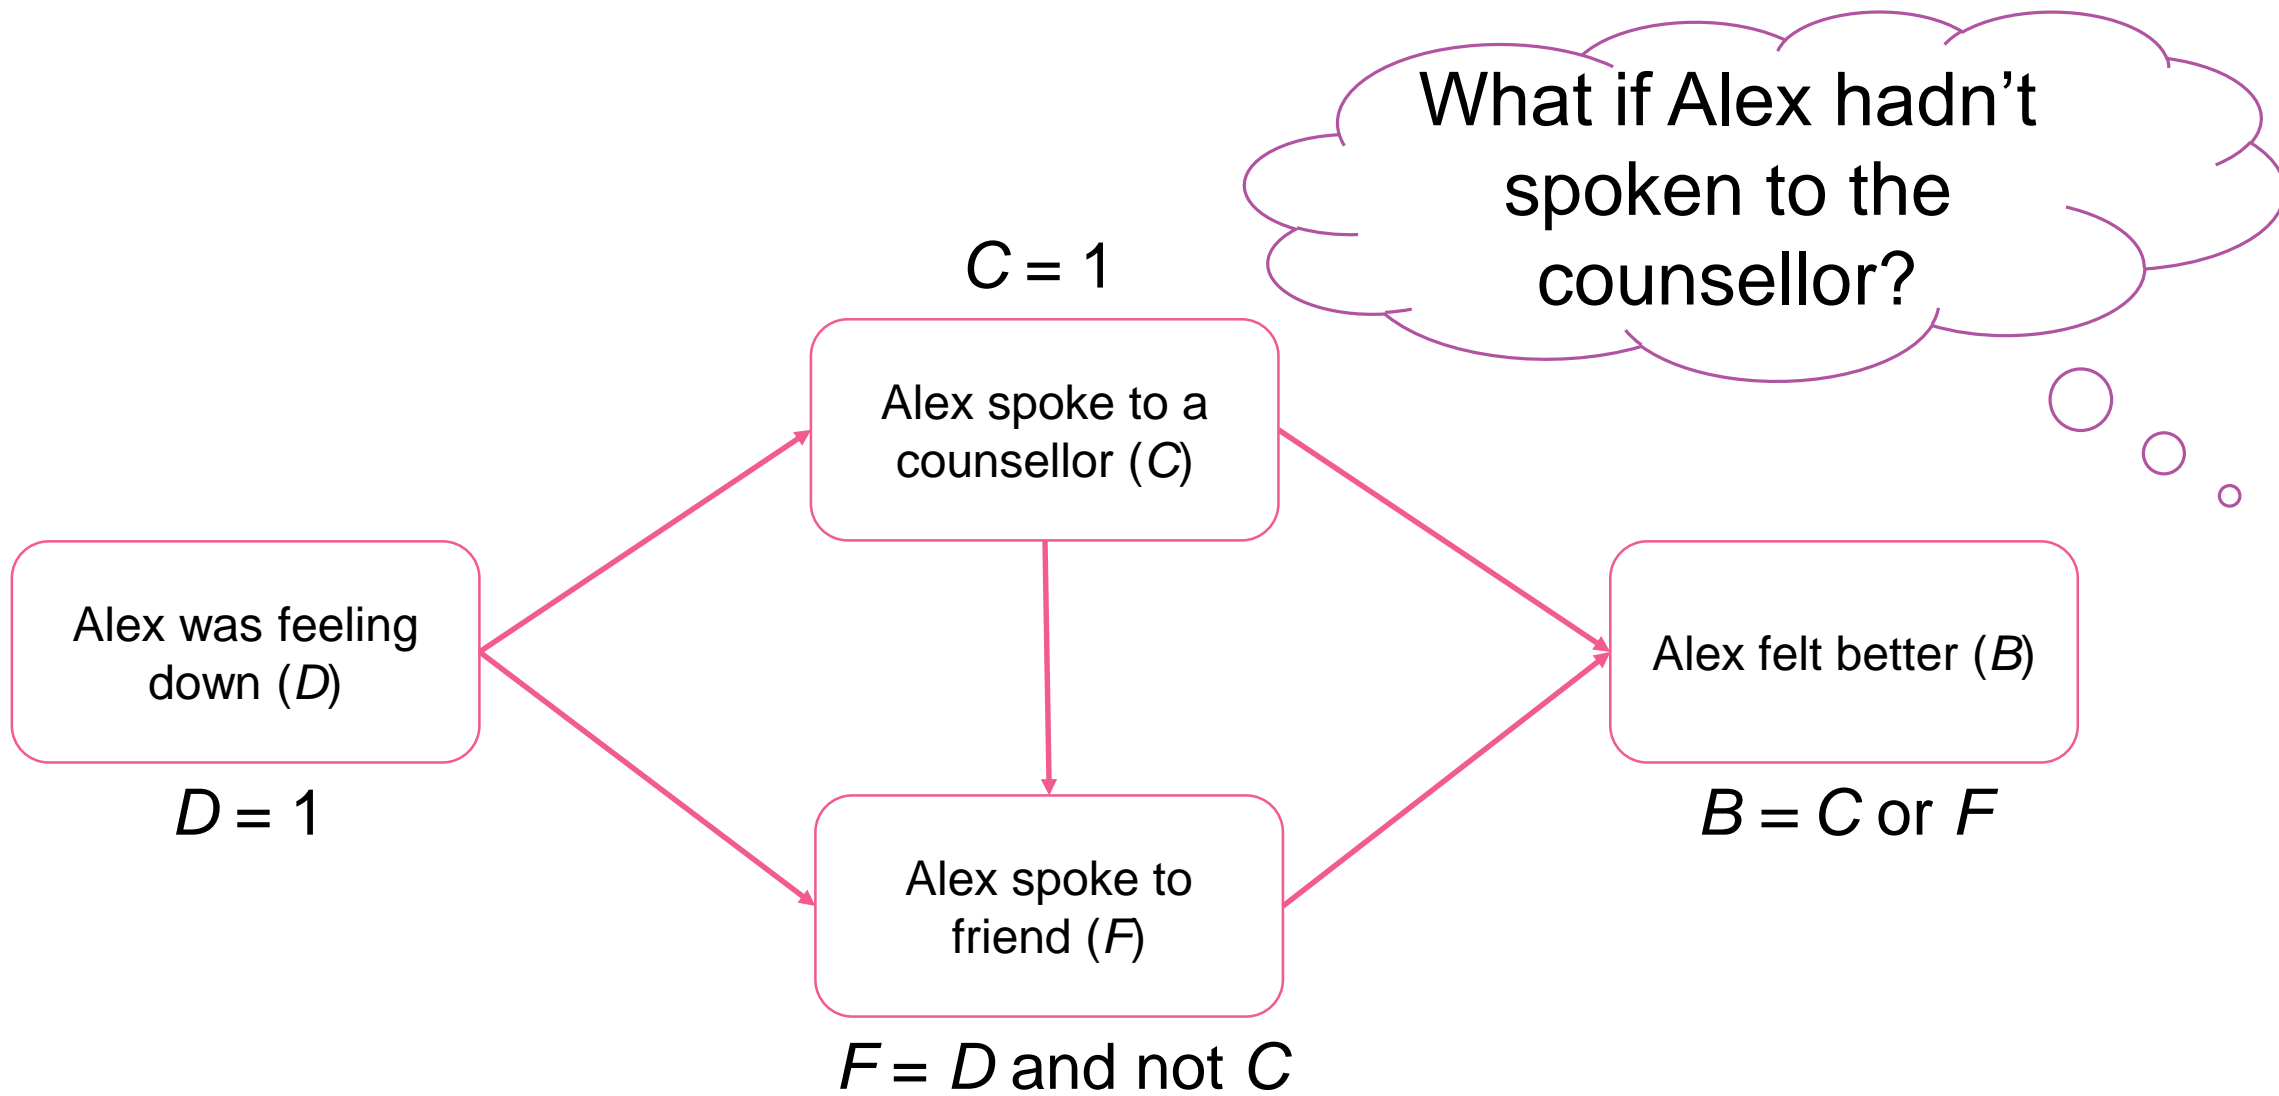 What if Alex hadn’t
spoken to the
counsellor?
C = 1
Alex spoke to a
counsellor (C)
Alex was feeling
down (D)
D = 1
Alex felt better (B)
B = C or F
Alex spoke to
friend (F)
F = D and not C